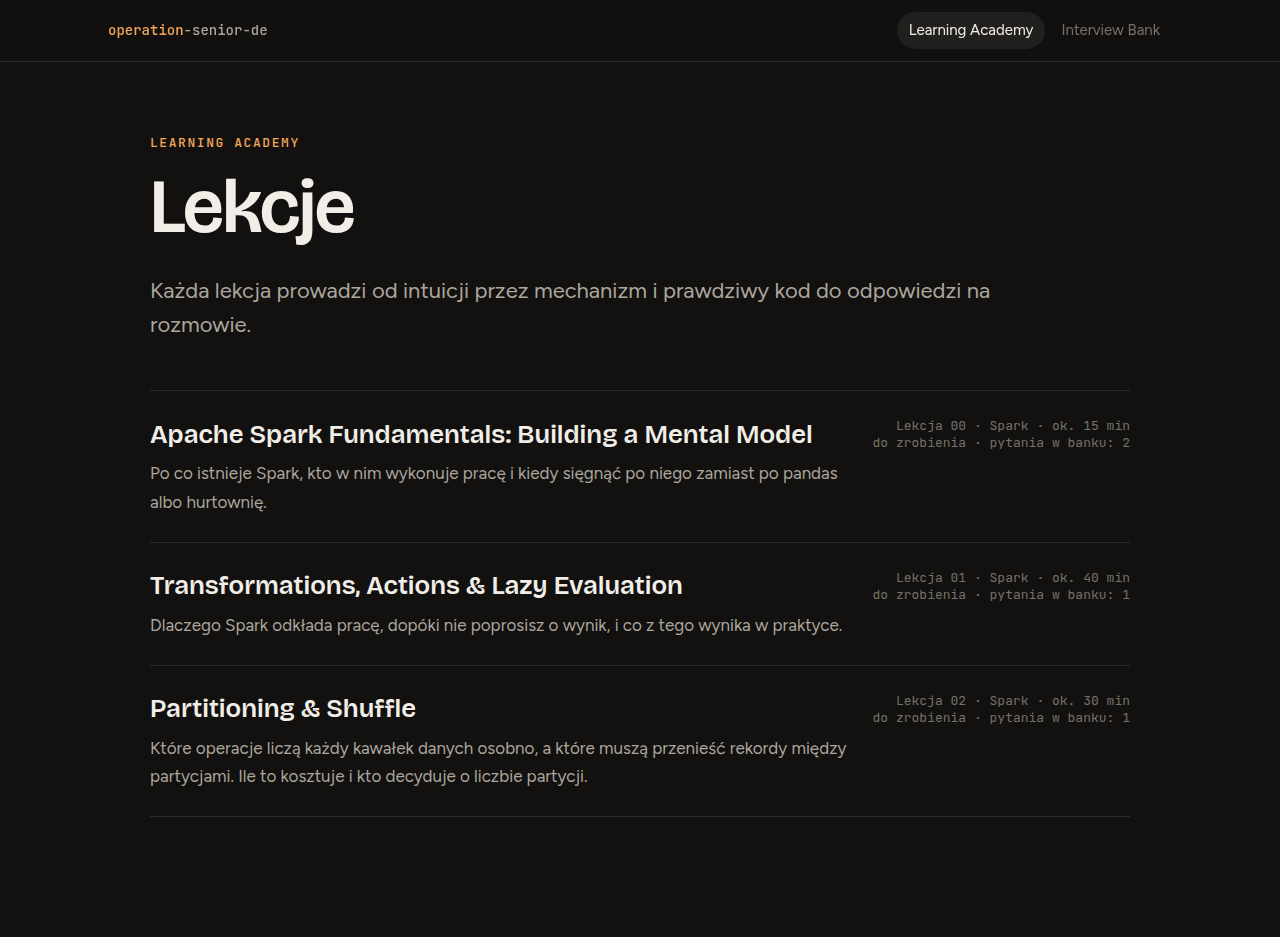 operation-senior-de
Learning Academy
Interview Bank
LEARNING ACADEMY
Lekcje
Każda lekcja prowadzi od intuicji przez mechanizm i prawdziwy kod do odpowiedzi na
rozmowie.
Apache Spark Fundamentals: Building a Mental Model
Lekcja 00 · Spark · ok. 15 min
do zrobienia · pytania w banku: 2
Po co istnieje Spark, kto w nim wykonuje pracę i kiedy sięgnąć po niego zamiast po pandas
albo hurtownię.
Transformations, Actions & Lazy Evaluation
Lekcja 01 · Spark · ok. 40 min
do zrobienia · pytania w banku: 1
Dlaczego Spark odkłada pracę, dopóki nie poprosisz o wynik, i co z tego wynika w praktyce.
Partitioning & Shuffle
Lekcja 02 · Spark · ok. 30 min
do zrobienia · pytania w banku: 1
Które operacje liczą każdy kawałek danych osobno, a które muszą przenieść rekordy między
partycjami. Ile to kosztuje i kto decyduje o liczbie partycji.